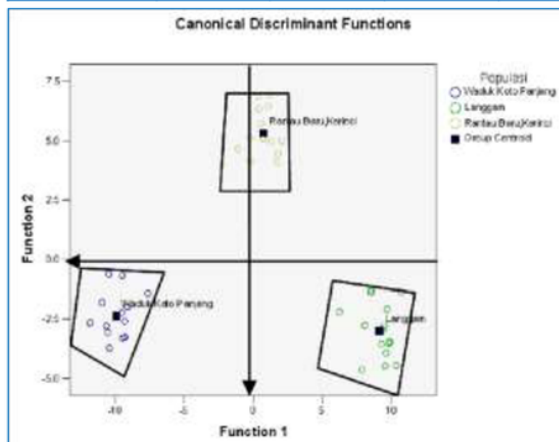 Canonical Discriminant Functions
Populasi
Waduk Koto Panjang
Langgam
Rantau Baru,Kerinci
Group Centroid
7.5
5.0
2.5
0.0
-2.5
-5.0
Function 2
Rantau Baru,Kerinci
Waduk Koto Panjang
Langgam
-10
-5
0
5
10
Function 1